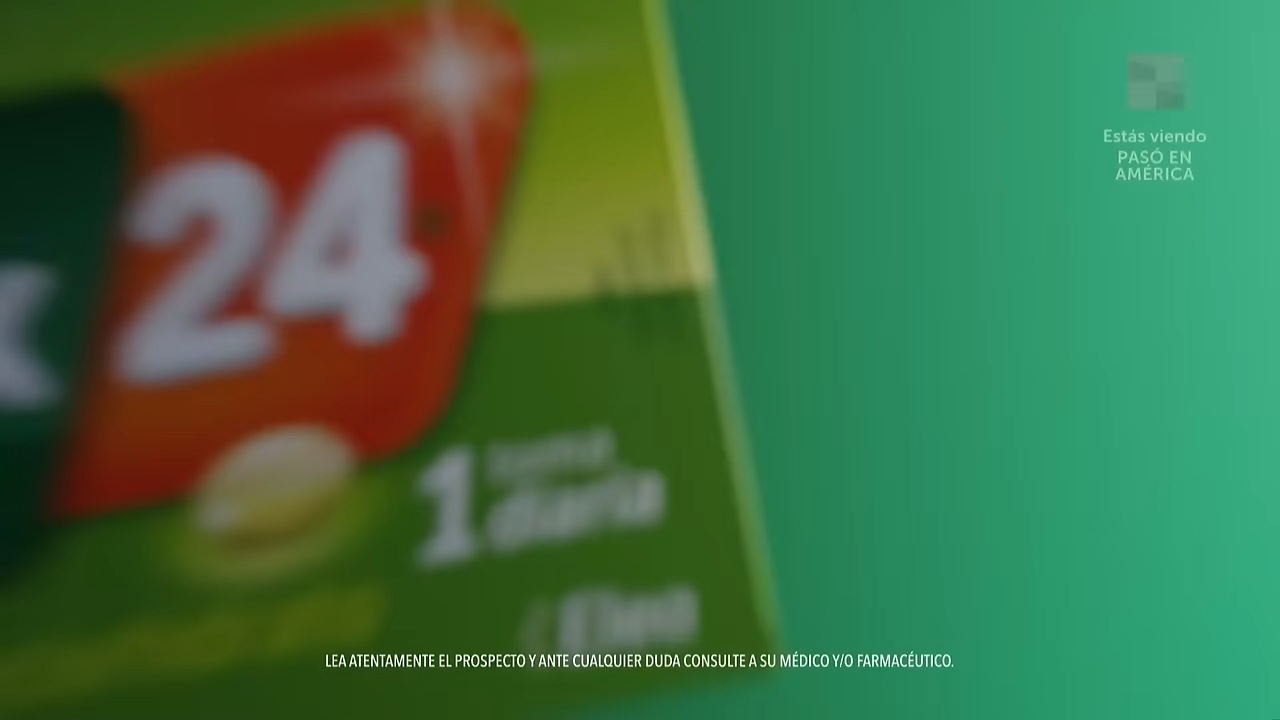 Estás viendo
PASÓ EN
AMÉRICA
24
1 toma
diaria
LEA ATENTAMENTE EL PROSPECTO Y ANTE CUALQUIER DUDA CONSULTE A SU MÉDICO Y/O FARMACÉUTICO.